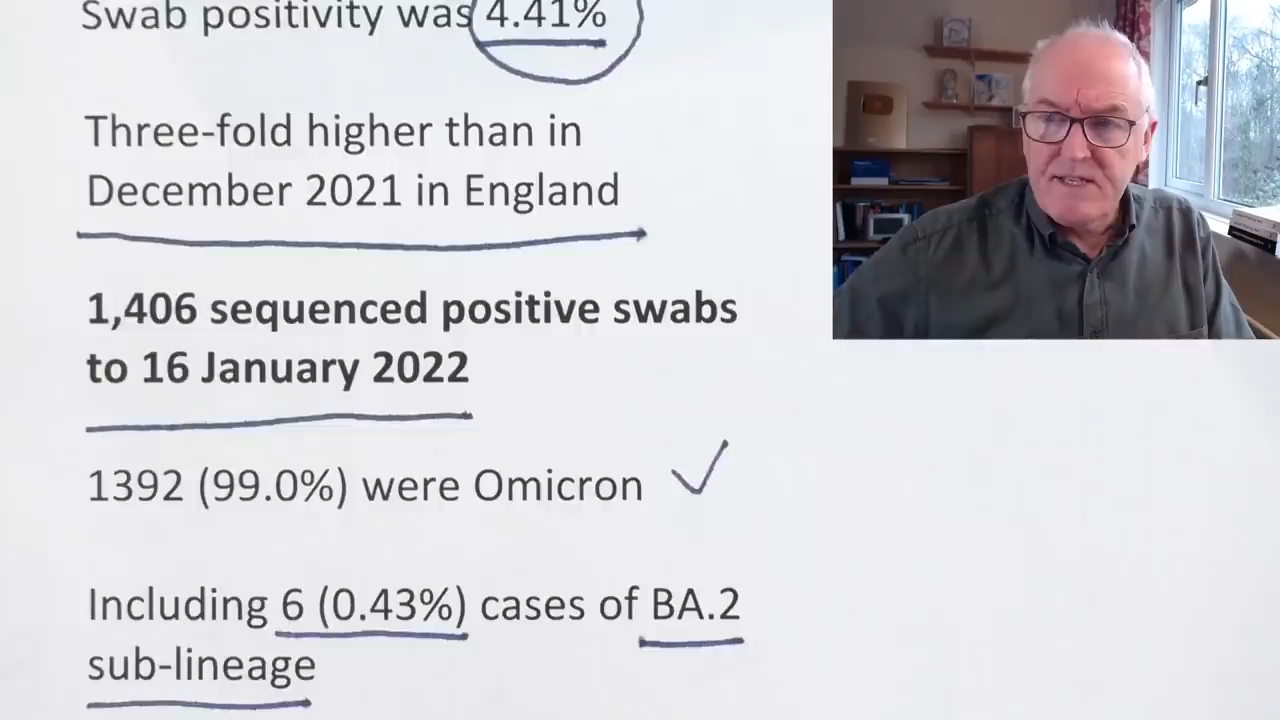 Swab positivity was 4.41%
Three-fold higher than in
December 2021 in England
1,406 sequenced positive swabs
to 16 January 2022
1392 (99.0%) were Omicron
Including 6 (0.43%) cases of BA.2
sub-lineage